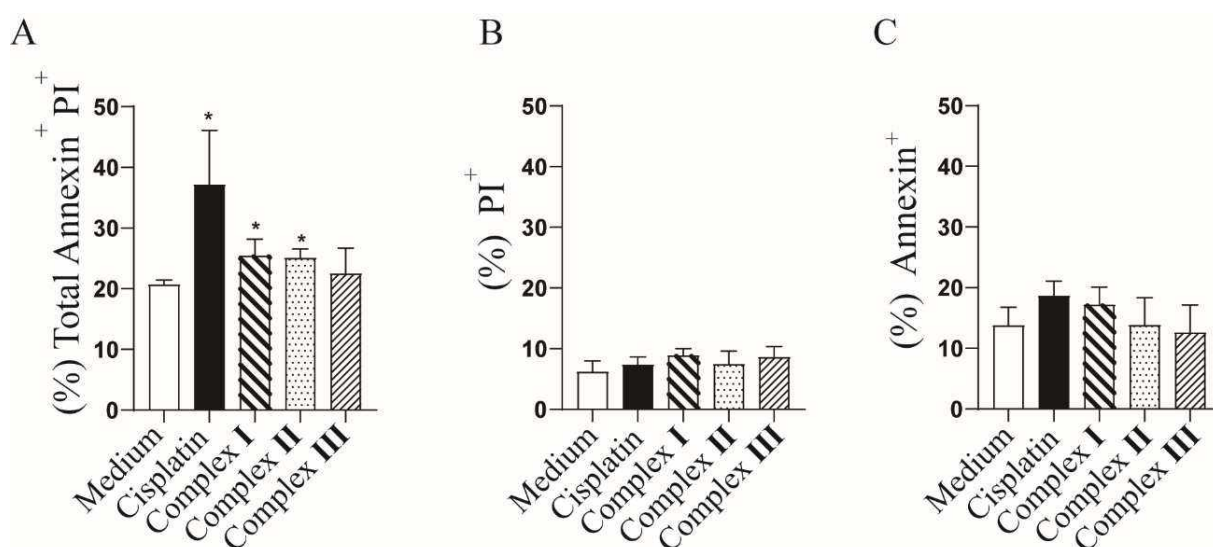 A
B
C
(%) Total Annexin⁺ PI⁺
50
40
30
20
10
0
*
*
*
Medium
Cisplatin
Complex I
Complex II
Complex III
(%) PI⁺
50
40
30
20
10
0
Medium
Cisplatin
Complex I
Complex II
Complex III
(%) Annexin⁺
50
40
30
20
10
0
Medium
Cisplatin
Complex I
Complex II
Complex III